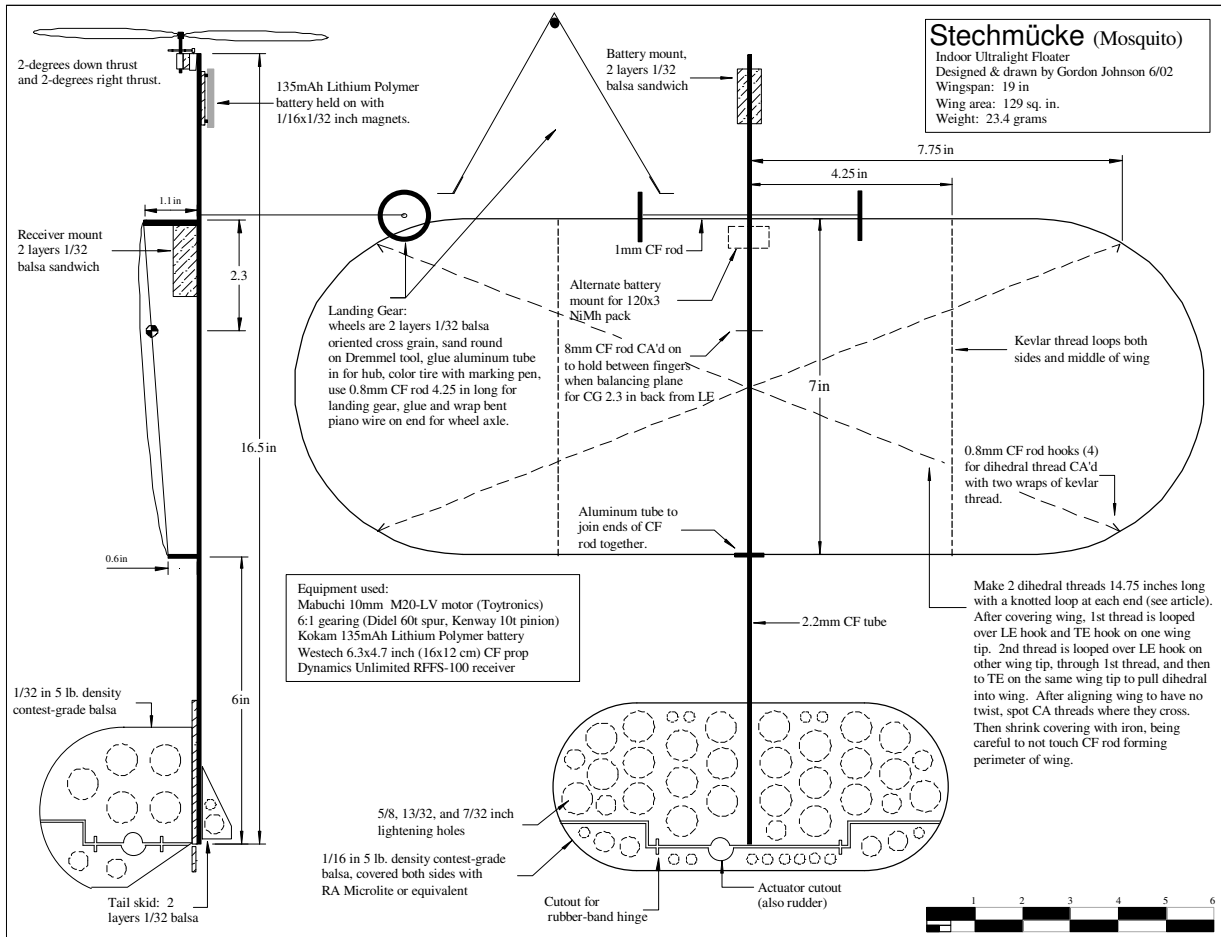 Stechmücke (Mosquito)
Indoor Ultralight Floater
Designed & drawn by Gordon Johnson 6/02
Wingspan: 19 in
Wing area: 129 sq. in.
Weight: 23.4 grams
2-degrees down thrust
and 2-degrees right thrust.
135mAh Lithium Polymer
battery held on with
1/16x1/32 inch magnets.
Battery mount,
2 layers 1/32
balsa sandwich
7.75 in
4.25 in
1.1 in
Receiver mount
2 layers 1/32
balsa sandwich
2.3
1mm CF rod
Alternate battery
mount for 120x3
NiMh pack
Landing Gear:
wheels are 2 layers 1/32 balsa
oriented cross grain, sand round
on Dremmel tool, glue aluminum tube
in for hub, color tire with marking pen,
use 0.8mm CF rod 4.25 in long for
landing gear, glue and wrap bent
piano wire on end for wheel axle.
8mm CF rod CA'd on
to hold between fingers
when balancing plane
for CG 2.3 in back from LE
7 in
Kevlar thread loops both
sides and middle of wing
16.5 in
0.8mm CF rod hooks (4)
for dihedral thread CA'd
with two wraps of kevlar
thread.
Aluminum tube to
join ends of CF
rod together.
0.6in
Equipment used:
Mabuchi 10mm M20-LV motor (Toytronics)
6:1 gearing (Didel 60t spur, Kenway 10t pinion)
Kokam 135mAh Lithium Polymer battery
Westech 6.3x4.7 inch (16x12 cm) CF prop
Dynamics Unlimited RFFS-100 receiver
2.2mm CF tube
Make 2 dihedral threads 14.75 inches long
with a knotted loop at each end (see article).
After covering wing, 1st thread is looped
over LE hook and TE hook on one wing
tip. 2nd thread is looped over LE hook on
other wing tip, through 1st thread, and then
to TE on the same wing tip to pull dihedral
into wing. After aligning wing to have no
twist, spot CA threads where they cross.
Then shrink covering with iron, being
careful to not touch CF rod forming
perimeter of wing.
1/32 in 5 lb. density
contest-grade balsa
6in
5/8, 13/32, and 7/32 inch
lightening holes
1/16 in 5 lb. density contest-grade
balsa, covered both sides with
RA Microlite or equivalent
Cutout for
rubber-band hinge
Actuator cutout
(also rudder)
Tail skid: 2
layers 1/32 balsa
1 2 3 4 5 6